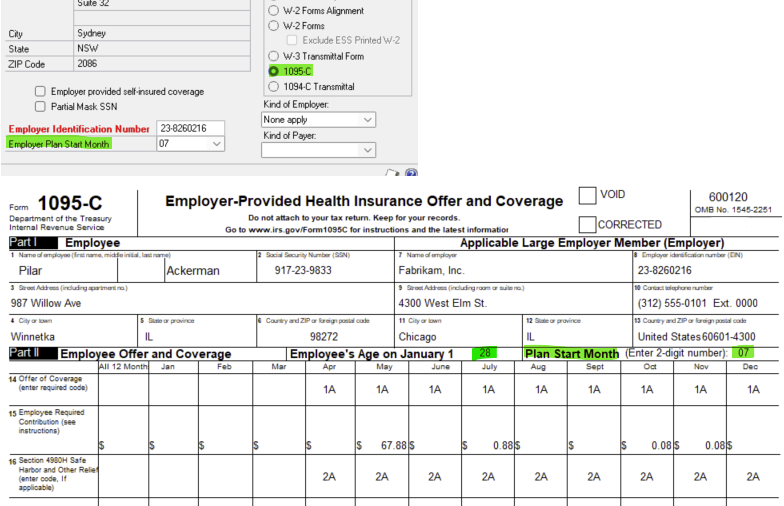 Suite 32
City Sydney
State NSW
ZIP Code 2086
Employer provided self-insured coverage
Partial Mask SSN
Employer Identification Number 23-8260216
Employer Plan Start Month 07
W-2 Forms Alignment
W-2 Forms
Exclude ESS Printed W-2
W-3 Transmittal Form
1095-C
1094-C Transmittal
Kind of Employer:
None apply
Kind of Payer:
Form 1095-C
Department of the Treasury
Internal Revenue Service
Employer-Provided Health Insurance Offer and Coverage
Do not attach to your tax return. Keep for your records.
Go to www.irs.gov/Form1095C for instructions and the latest informatior
VOID
CORRECTED
600120
OMB No. 1545-2251
Part I Employee Applicable Large Employer Member (Employer)
1 Name of employee (first name, middle initial, last name) 2 Social Security Number (SSN) 7 Name of employer 8 Employer identification number (EIN)
Pilar Ackerman 917-23-9833 Fabrikam, Inc. 23-8260216
3 Street Address (including apartment no.) 9 Street Address (including room or suite no.) 10 Contact telephone number
987 Willow Ave 4300 West Elm St. (312) 555-0101 Ext. 0000
4 City or town 5 State or province 6 Country and ZIP or foreign postal code 11 City or town 12 State or province 13 Country and ZIP or foreign postal code
Winnetka IL 98272 Chicago IL United States 60601-4300
Part II Employee Offer and Coverage Employee's Age on January 1 28 Plan Start Month (Enter 2-digit number): 07
All 12 Month Jan Feb Mar Apr May June July Aug Sept Oct Nov Dec
14 Offer of Coverage
(enter required code) 1A 1A 1A 1A 1A 1A 1A 1A 1A
15 Employee Required
Contribution (see
instructions)
$ $ $ $ $ $ 67.88 $ $ 0.88 $ $ $ 0.08 $ 0.08 $
16 Section 4980H Safe
Harbor and Other Relief
(enter code, If
applicable) 2A 2A 2A 2A 2A 2A 2A 2A 2A